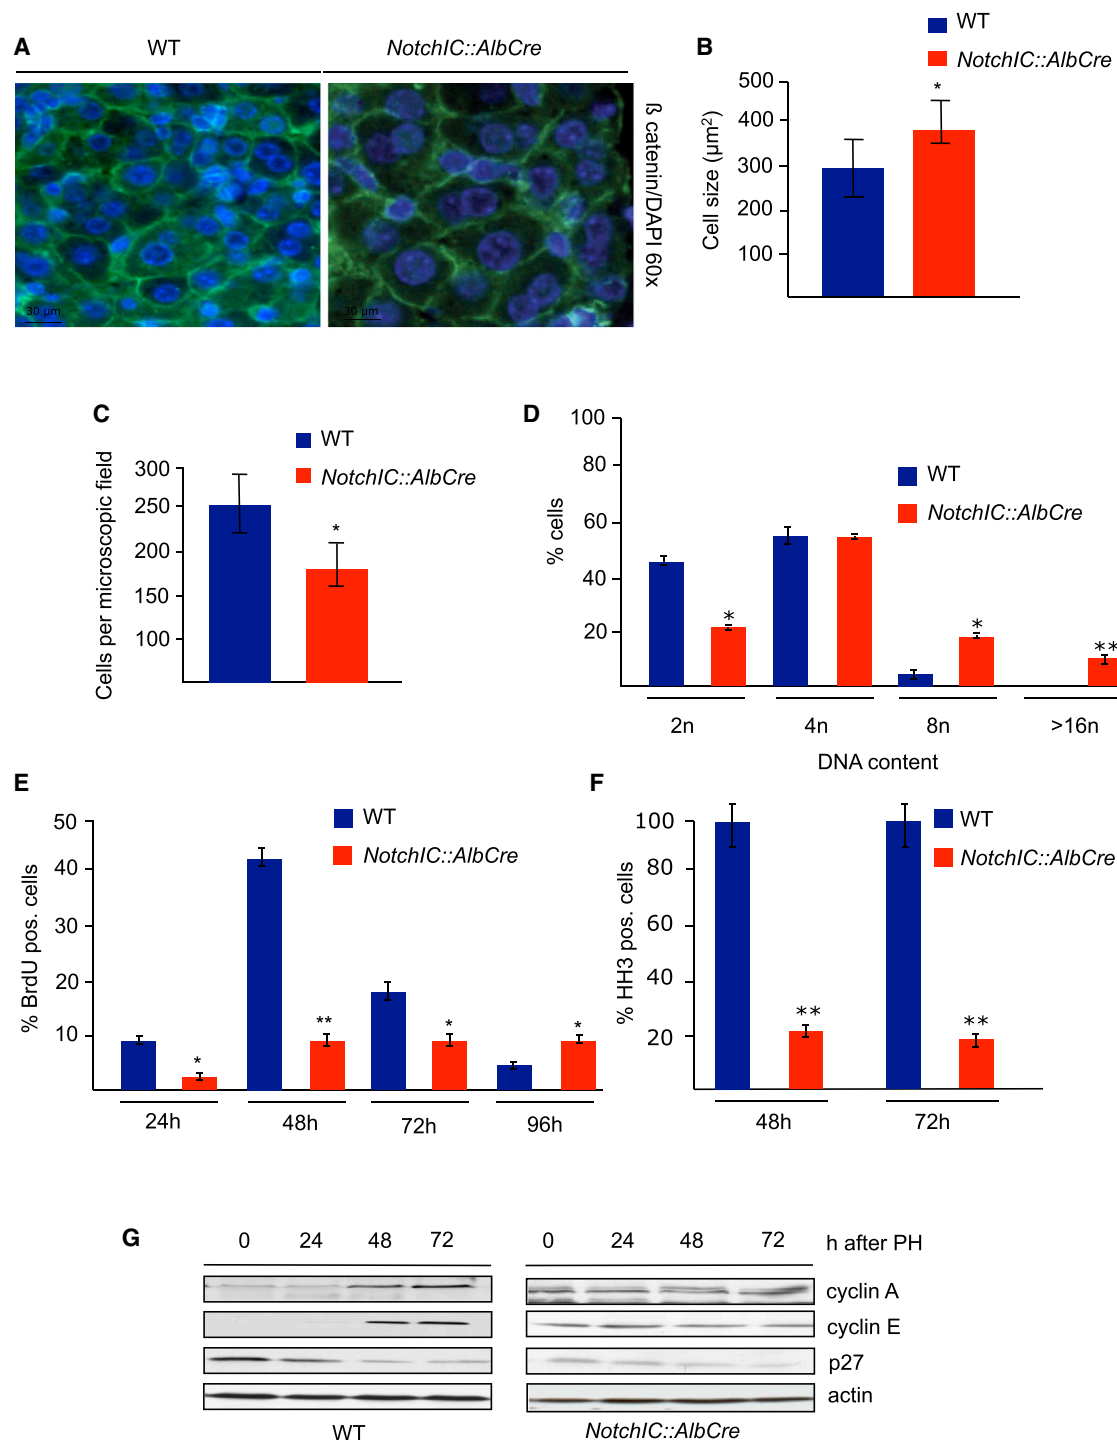 A
WT
NotchIC::AlbCre
ß catenin/DAPI 60x
30 µm
30 µm
B
WT
NotchIC::AlbCre
Cell size (µm²)
500
400
300
200
100
*
C
WT
NotchIC::AlbCre
Cells per microscopic field
300
250
200
150
100
*
D
WT
NotchIC::AlbCre
% cells
100
80
60
40
20
*
*
**
2n
4n
8n
>16n
DNA content
E
WT
NotchIC::AlbCre
% BrdU pos. cells
50
40
30
20
10
*
**
*
*
24h
48h
72h
96h
F
WT
NotchIC::AlbCre
% HH3 pos. cells
100
80
60
40
20
**
**
48h
72h
G
0 24 48 72
0 24 48 72
h after PH
cyclin A
cyclin E
p27
actin
WT
NotchIC::AlbCre